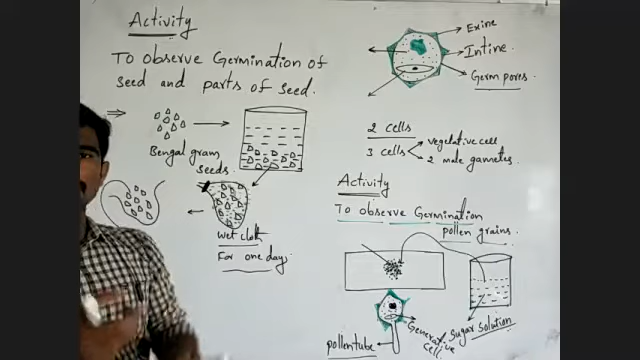 Activity
To observe Germination of
seed and parts of seed.
Bengal gram
seeds
Wet cloth
For one day
Exine
Intine
Germ pores
2 cells
3 cells
vegetative cell
2 male gametes
Activity
To observe Germination
pollen grains.
Sugar Solution
Generative
cell
pollen tube